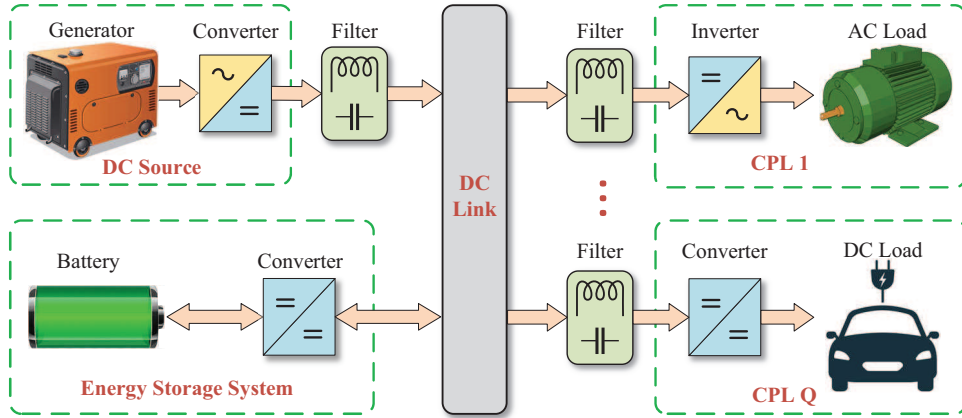 Generator
Converter
Filter
DC Source
Battery
Converter
Energy Storage System
DC
Link
Filter
Inverter
AC Load
CPL 1
Filter
Converter
DC Load
CPL Q